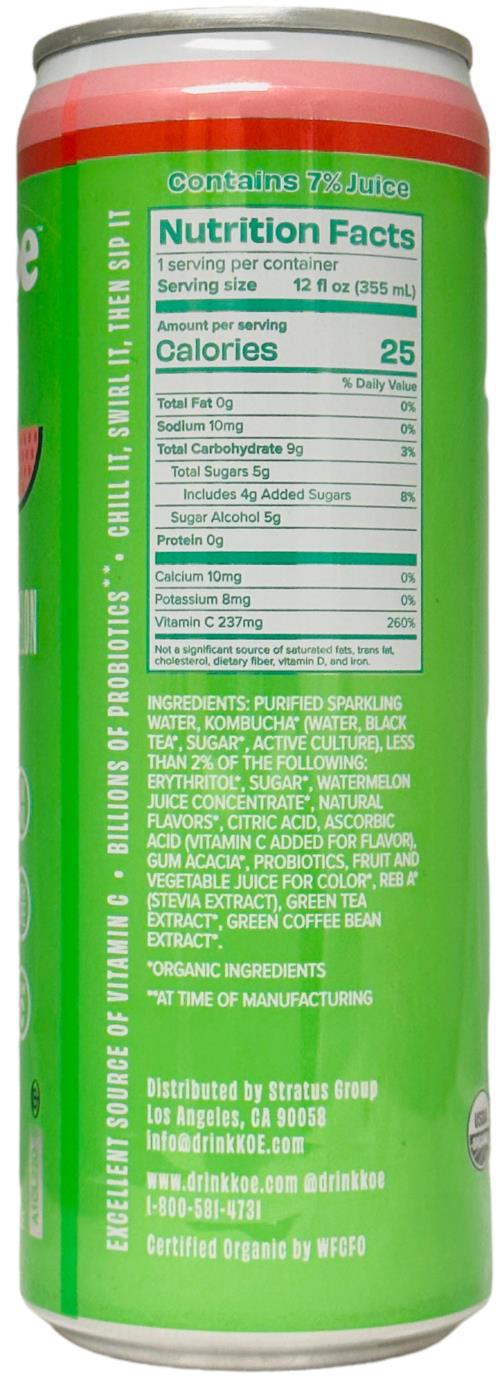 Contains 7% Juice
Nutrition Facts
1 serving per container
Serving size 12 fl oz (355 mL)
Amount per serving
Calories 25
% Daily Value
Total Fat 0g 0%
Sodium 10mg 0%
Total Carbohydrate 9g 3%
Total Sugars 5g
Includes 4g Added Sugars 8%
Sugar Alcohol 5g
Protein 0g
Calcium 10mg 0%
Potassium 8mg 0%
Vitamin C 237mg 260%
Not a significant source of saturated fats, trans fat,
cholesterol, dietary fiber, vitamin D, and iron.
INGREDIENTS: PURIFIED SPARKLING
WATER, KOMBUCHA* (WATER, BLACK
TEA*, SUGAR*, ACTIVE CULTURE), LESS
THAN 2% OF THE FOLLOWING:
ERYTHRITOL*, SUGAR*, WATERMELON
JUICE CONCENTRATE*, NATURAL
FLAVORS*, CITRIC ACID, ASCORBIC
ACID (VITAMIN C ADDED FOR FLAVOR),
GUM ACACIA*, PROBIOTICS, FRUIT AND
VEGETABLE JUICE FOR COLOR*, REB A*
(STEVIA EXTRACT), GREEN TEA
EXTRACT*, GREEN COFFEE BEAN
EXTRACT*.
*ORGANIC INGREDIENTS
**AT TIME OF MANUFACTURING
Distributed by Stratus Group
Los Angeles, CA 90058
info@drinkKOE.com
www.drinkkoe.com @drinkkoe
1-800-581-4731
Certified Organic by WFCFO
EXCELLENT SOURCE OF VITAMIN C • BILLIONS OF PROBIOTICS** • CHILL IT, SWIRL IT, THEN SIP IT
e™
USDA